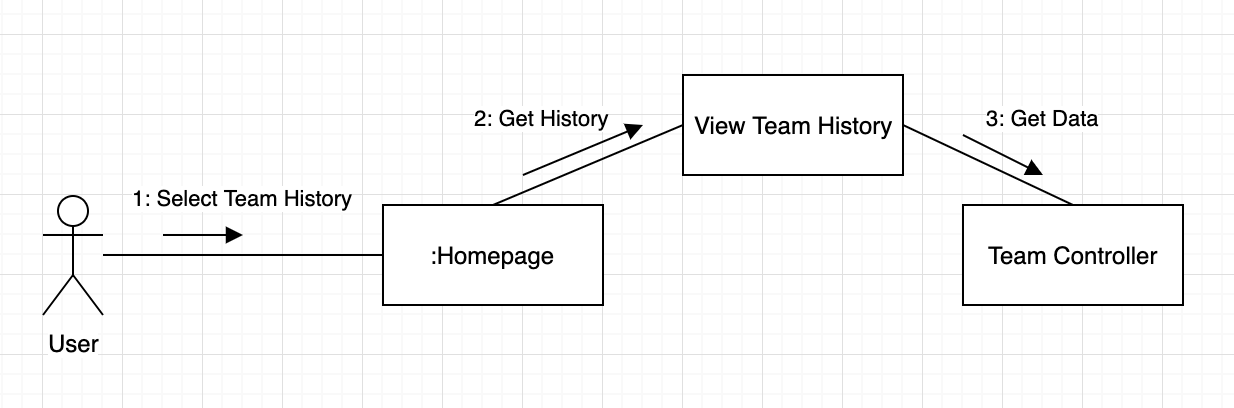 2: Get History
View Team History
3: Get Data
1: Select Team History
:Homepage
Team Controller
User